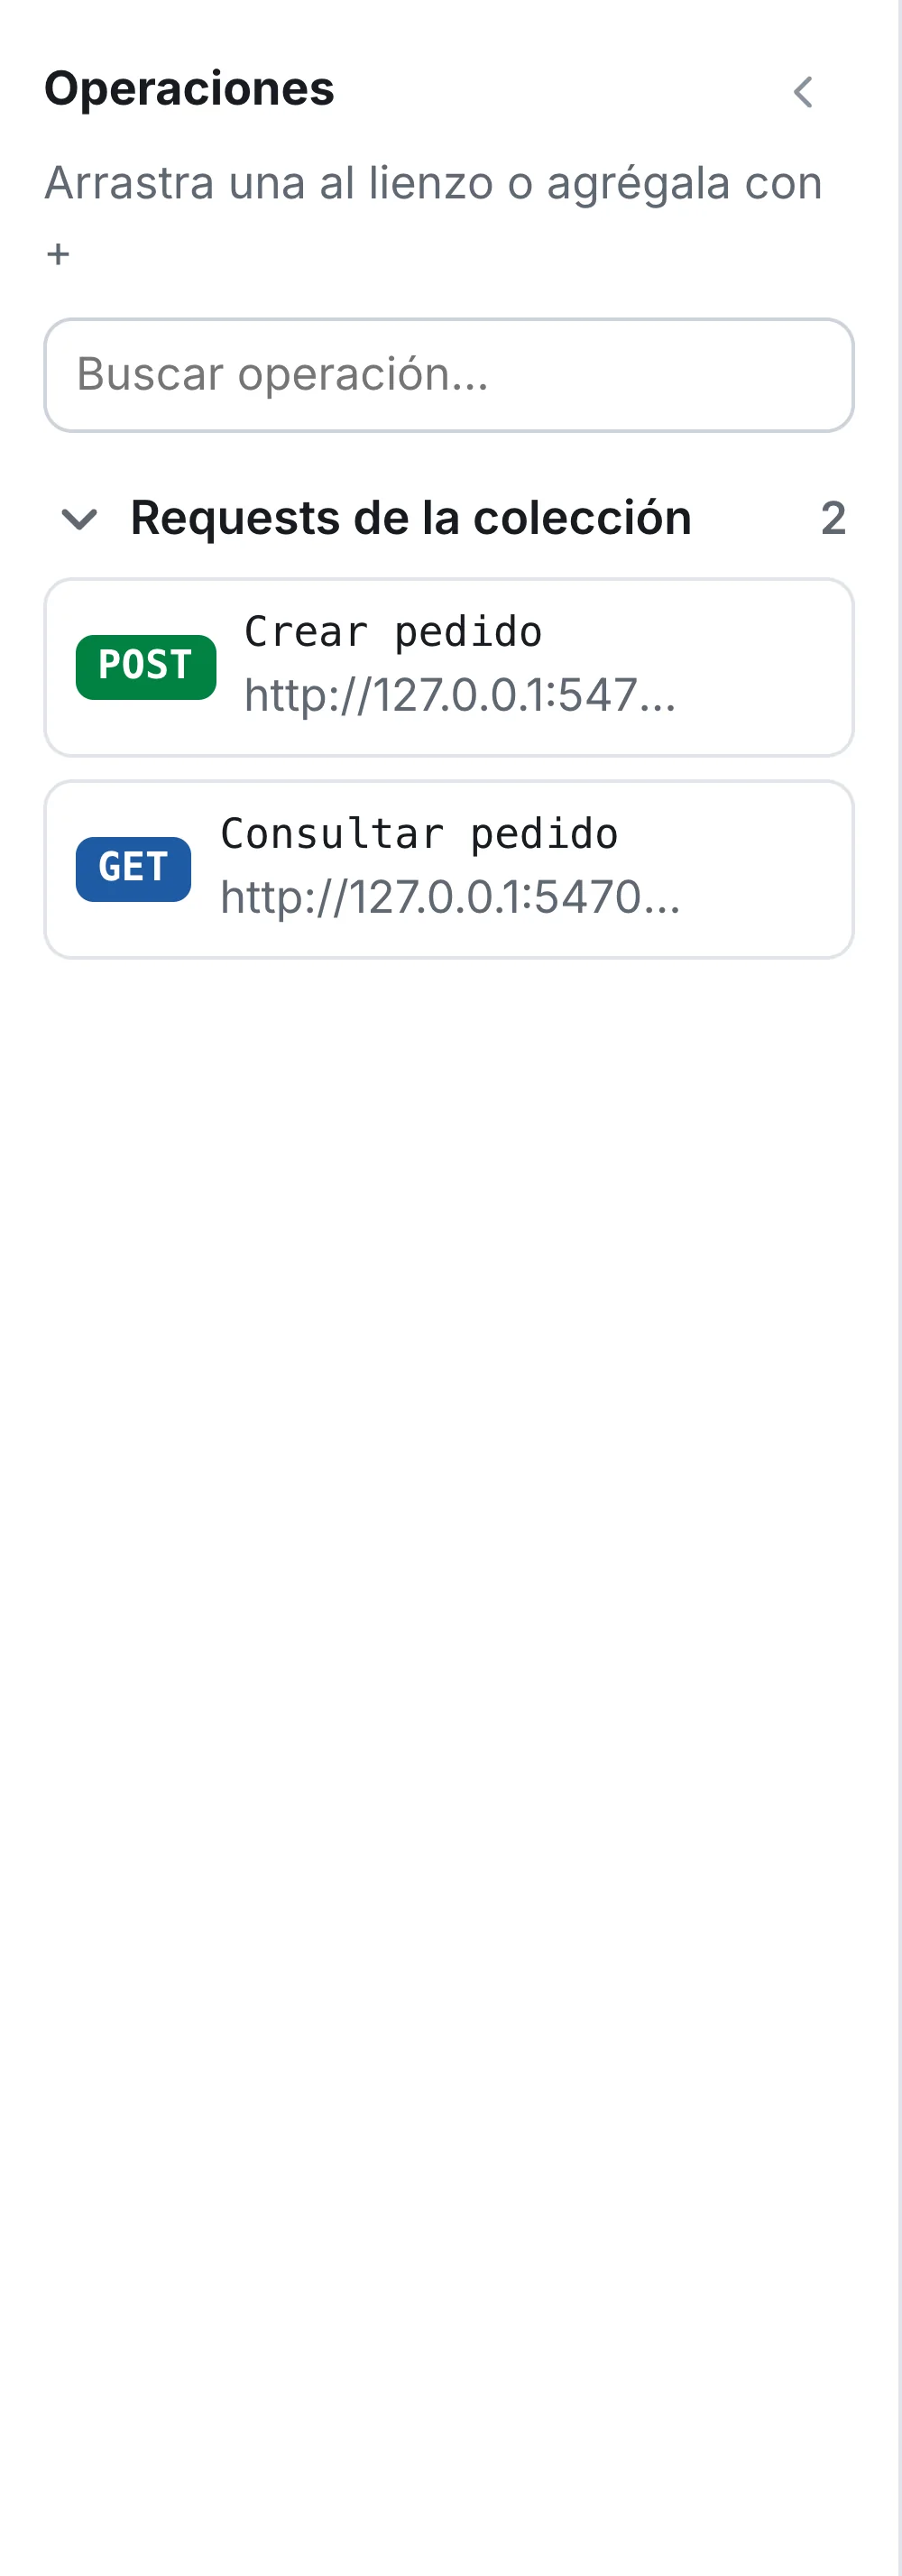 Operaciones
Arrastra una al lienzo o agrégala con
+
Buscar operación...
Requests de la colección 2
POST Crear pedido
http://127.0.0.1:547...
GET Consultar pedido
http://127.0.0.1:5470...